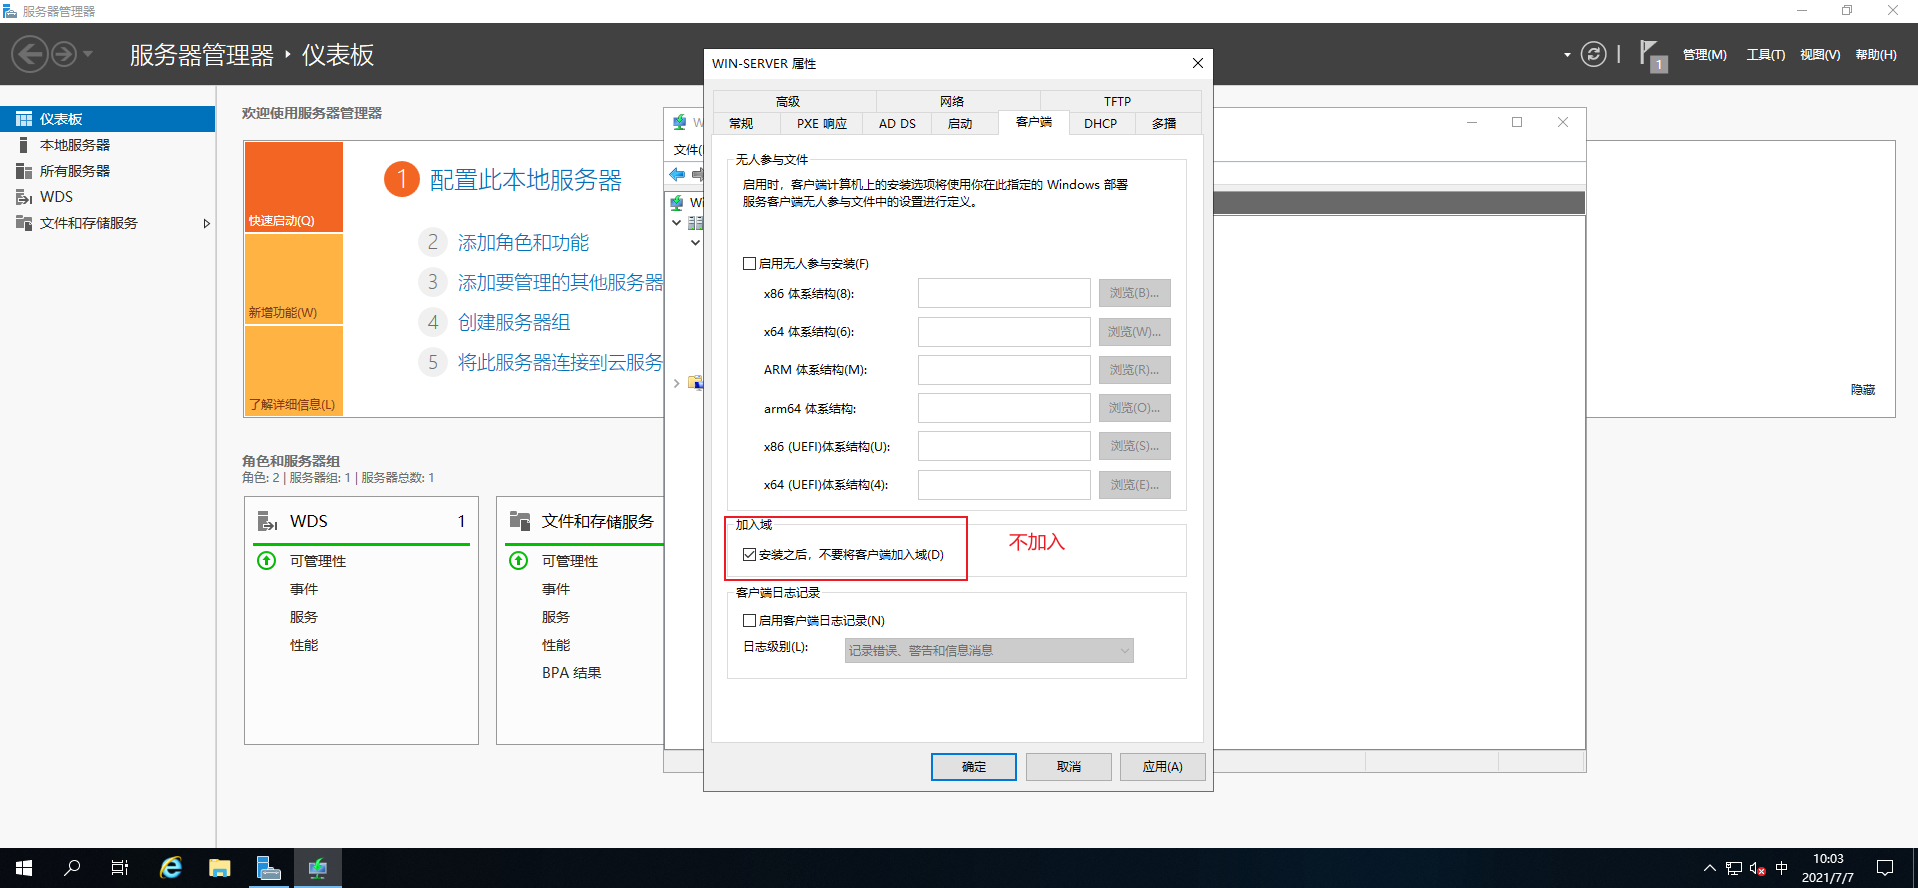 服务器管理器
服务器管理器 ‣ 仪表板
1
管理(M)
工具(T)
视图(V)
帮助(H)
仪表板
本地服务器
所有服务器
WDS
文件和存储服务
欢迎使用服务器管理器
快速启动(Q)
新增功能(W)
了解详细信息(L)
1 配置此本地服务器
2 添加角色和功能
3 添加要管理的其他服务器
4 创建服务器组
5 将此服务器连接到云服务
隐藏
角色和服务器组
角色: 2 | 服务器组: 1 | 服务器总数: 1
WDS 1
可管理性
事件
服务
性能
文件和存储服务
可管理性
事件
服务
性能
BPA 结果
W
文件(
Wi
WIN-SERVER 属性
高级 网络 TFTP
常规 PXE 响应 AD DS 启动 客户端 DHCP 多播
无人参与文件
启用时，客户端计算机上的安装选项将使用你在此指定的 Windows 部署
服务客户端无人参与文件中的设置进行定义。
启用无人参与安装(F)
x86 体系结构(8): 浏览(B)...
x64 体系结构(6): 浏览(W)...
ARM 体系结构(M): 浏览(R)...
arm64 体系结构: 浏览(O)...
x86 (UEFI)体系结构(U): 浏览(S)...
x64 (UEFI)体系结构(4): 浏览(E)...
加入域
安装之后，不要将客户端加入域(D)
不加入
客户端日志记录
启用客户端日志记录(N)
日志级别(L): 记录错误、警告和信息消息
确定 取消 应用(A)
中
10:03
2021/7/7